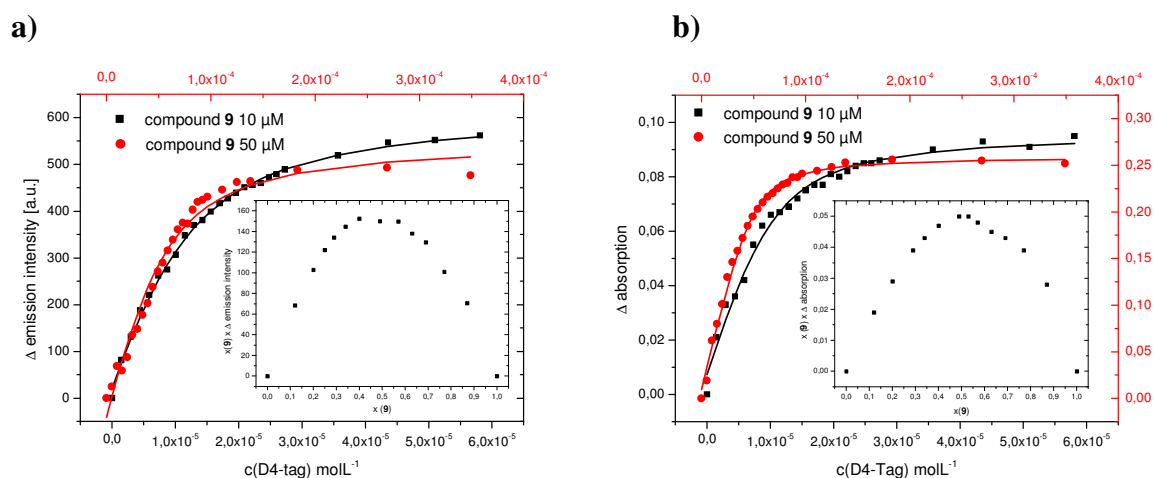 a)
0,0 1,0x10⁻⁴ 2,0x10⁻⁴ 3,0x10⁻⁴ 4,0x10⁻⁴
compound 9 10 µM
compound 9 50 µM
Δ emission intensity [a.u.]
600
500
400
300
200
100
0
x(9) x Δ emission intensity
160
140
120
100
80
60
40
20
0
0,0 0,1 0,2 0,3 0,4 0,5 0,6 0,7 0,8 0,9 1,0
x (9)
0,0 1,0x10⁻⁵ 2,0x10⁻⁵ 3,0x10⁻⁵ 4,0x10⁻⁵ 5,0x10⁻⁵ 6,0x10⁻⁵
c(D4-tag) molL⁻¹
b)
0,0 1,0x10⁻⁴ 2,0x10⁻⁴ 3,0x10⁻⁴ 4,0x10⁻⁴
compound 9 10 µM
compound 9 50 µM
Δ absorption
0,10
0,08
0,06
0,04
0,02
0,00
0,30
0,25
0,20
0,15
0,10
0,05
0,00
x (9) x Δ absorption
0,05
0,04
0,03
0,02
0,01
0,00
0,0 0,1 0,2 0,3 0,4 0,5 0,6 0,7 0,8 0,9 1,0
x(9)
0,0 1,0x10⁻⁵ 2,0x10⁻⁵ 3,0x10⁻⁵ 4,0x10⁻⁵ 5,0x10⁻⁵ 6,0x10⁻⁵
c(D4-Tag) molL⁻¹